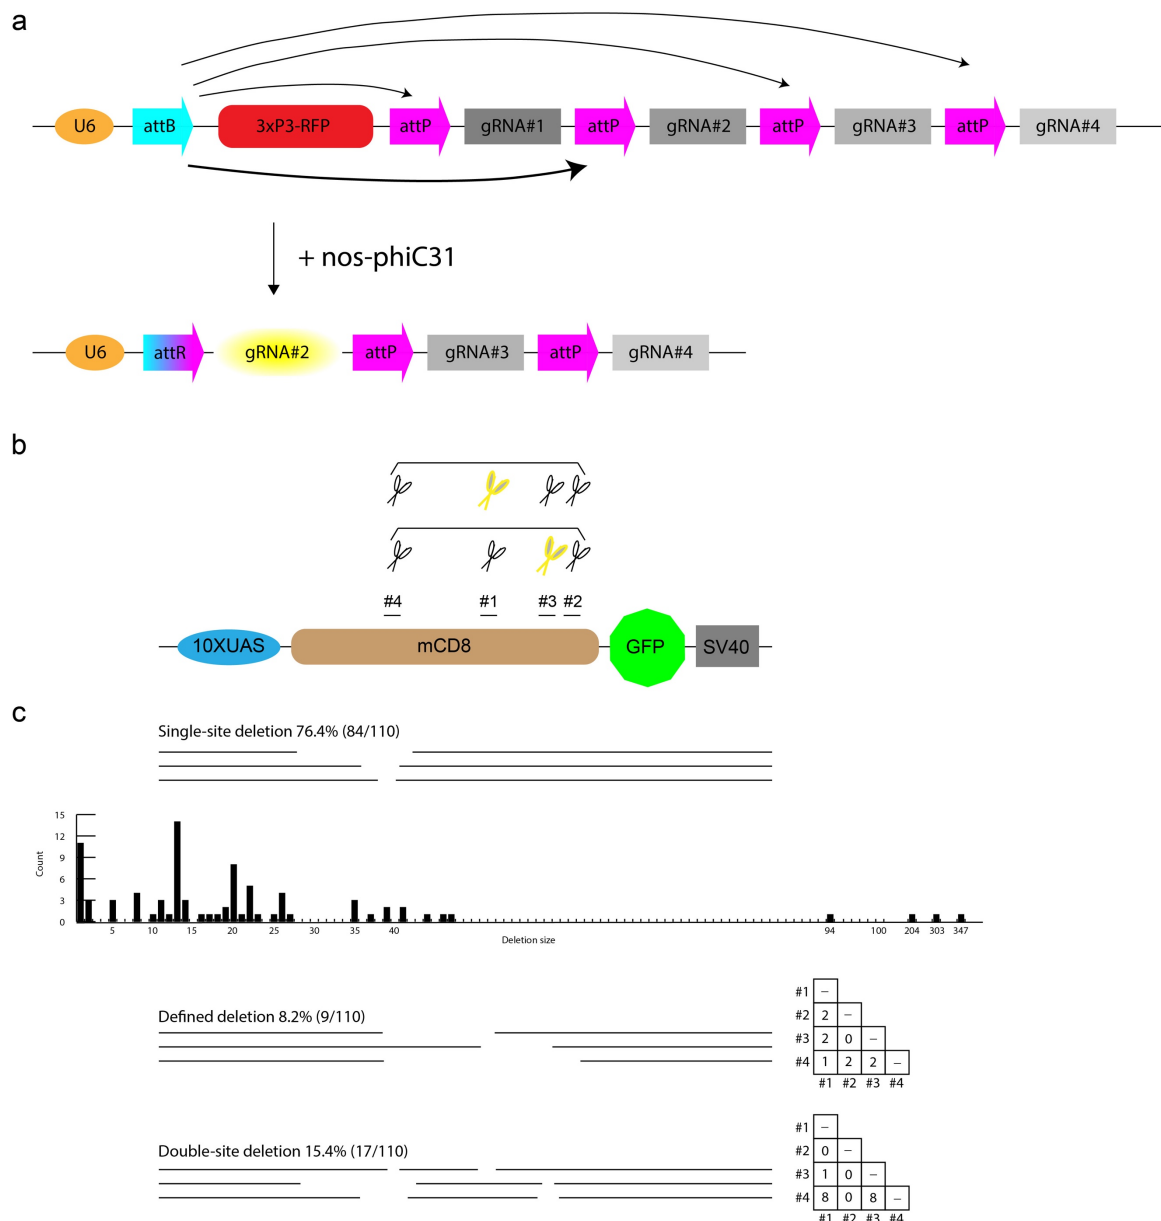 a
U6 attB 3xP3-RFP attP gRNA#1 attP gRNA#2 attP gRNA#3 attP gRNA#4
+ nos-phiC31
U6 attR gRNA#2 attP gRNA#3 attP gRNA#4
b
#4 #1 #3 #2
10XUAS mCD8 GFP SV40
c
Single-site deletion 76.4% (84/110)
15
12
9
6
3
0
Count
5 10 15 20 30 35 40 94 100 204 303 347
Deletion size
Defined deletion 8.2% (9/110)
#1 –
#2 2 –
#3 2 0 –
#4 1 2 2 –
#1 #2 #3 #4
Double-site deletion 15.4% (17/110)
#1 –
#2 0 –
#3 1 0 –
#4 8 0 8 –
#1 #2 #3 #4